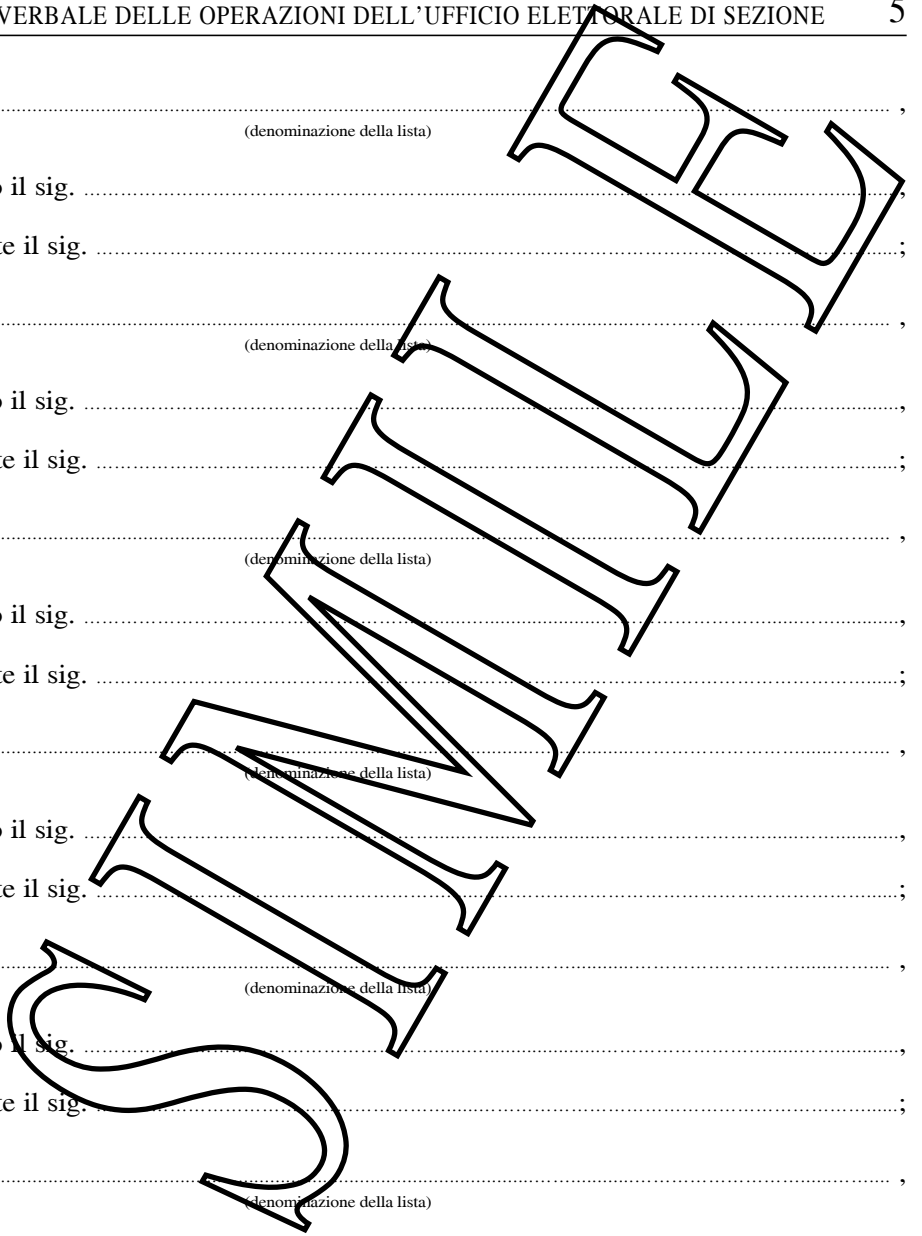 VERBALE DELLE OPERAZIONI DELL'UFFICIO ELETTORALE DI SEZIONE 5
........................................ ,
(denominazione della lista)
o il sig. ........................................,
te il sig. ........................................;
........................................ ,
(denominazione della lista)
o il sig. ........................................,
te il sig. ........................................;
........................................ ,
(denominazione della lista)
o il sig. ........................................,
te il sig. ........................................;
........................................ ,
(denominazione della lista)
o il sig. ........................................,
te il sig. ........................................;
........................................ ,
(denominazione della lista)
o il sig. ........................................,
te il sig. ........................................;
........................................ ,
(denominazione della lista)
SIMILE